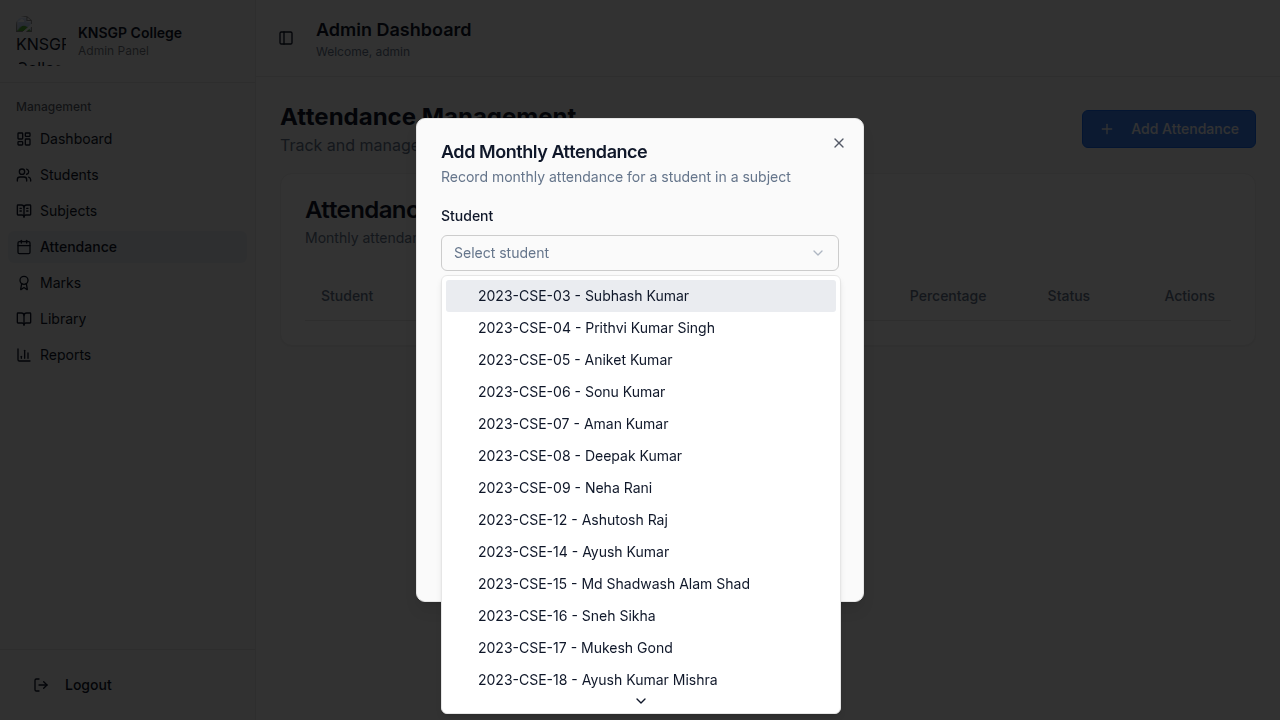 KNSGP College
KNSGP College
Admin Panel
Admin Dashboard
Welcome, admin
Management
Dashboard
Students
Subjects
Attendance
Marks
Library
Reports
Logout
Attendance Management
Track and manage
Add Attendance
Monthly
Student
Percentage
Status
Actions
Add Monthly Attendance
Record monthly attendance for a student in a subject
Student
Select student
2023-CSE-03 - Subhash Kumar
2023-CSE-04 - Prithvi Kumar Singh
2023-CSE-05 - Aniket Kumar
2023-CSE-06 - Sonu Kumar
2023-CSE-07 - Aman Kumar
2023-CSE-08 - Deepak Kumar
2023-CSE-09 - Neha Rani
2023-CSE-12 - Ashutosh Raj
2023-CSE-14 - Ayush Kumar
2023-CSE-15 - Md Shadwash Alam Shad
2023-CSE-16 - Sneh Sikha
2023-CSE-17 - Mukesh Gond
2023-CSE-18 - Ayush Kumar Mishra